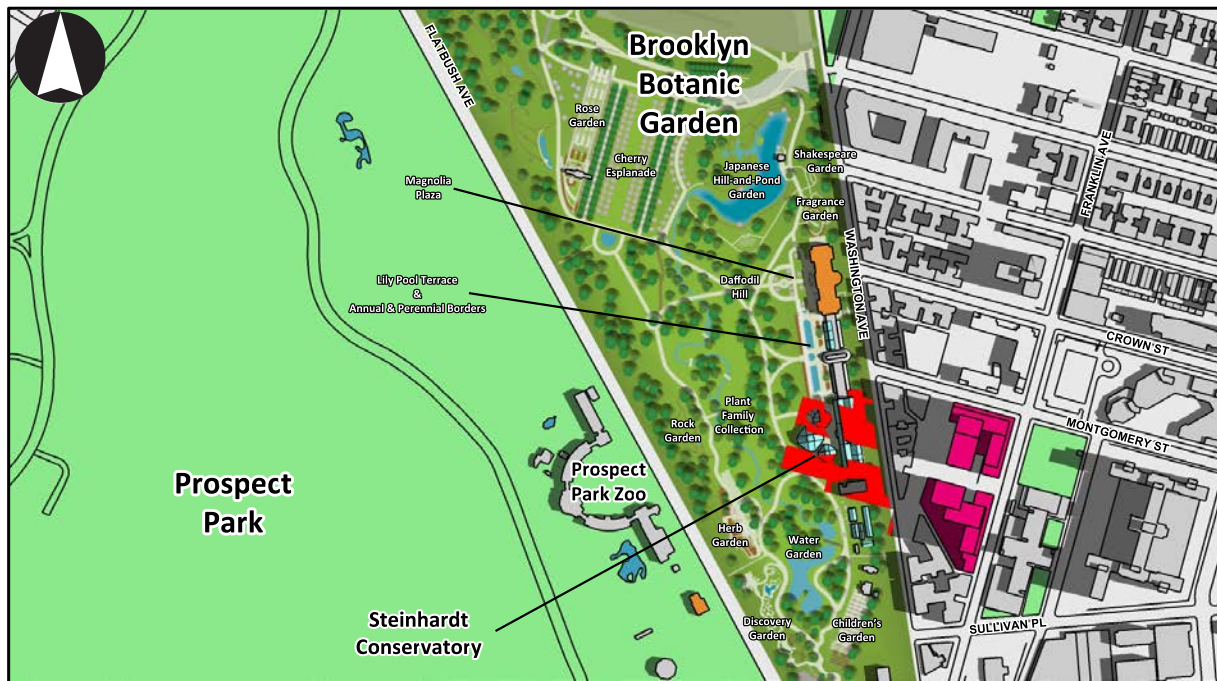 FLATBUSH AVE
Brooklyn
Botanic
Garden
Rose
Garden
Cherry
Esplanade
Japanese
Hill-and-Pond
Garden
Shakespeare
Garden
Fragrance
Garden
FRANKLIN AVE
Magnolia
Plaza
WASHINGTON AVE
Lily Pool Terrace
&
Annual & Perennial Borders
Daffodil
Hill
CROWN ST
Plant
Family
Collection
Rock
Garden
MONTGOMERY ST
Prospect
Park
Prospect
Park Zoo
Herb
Garden
Water
Garden
Steinhardt
Conservatory
Discovery
Garden
Children's
Garden
SULLIVAN PL